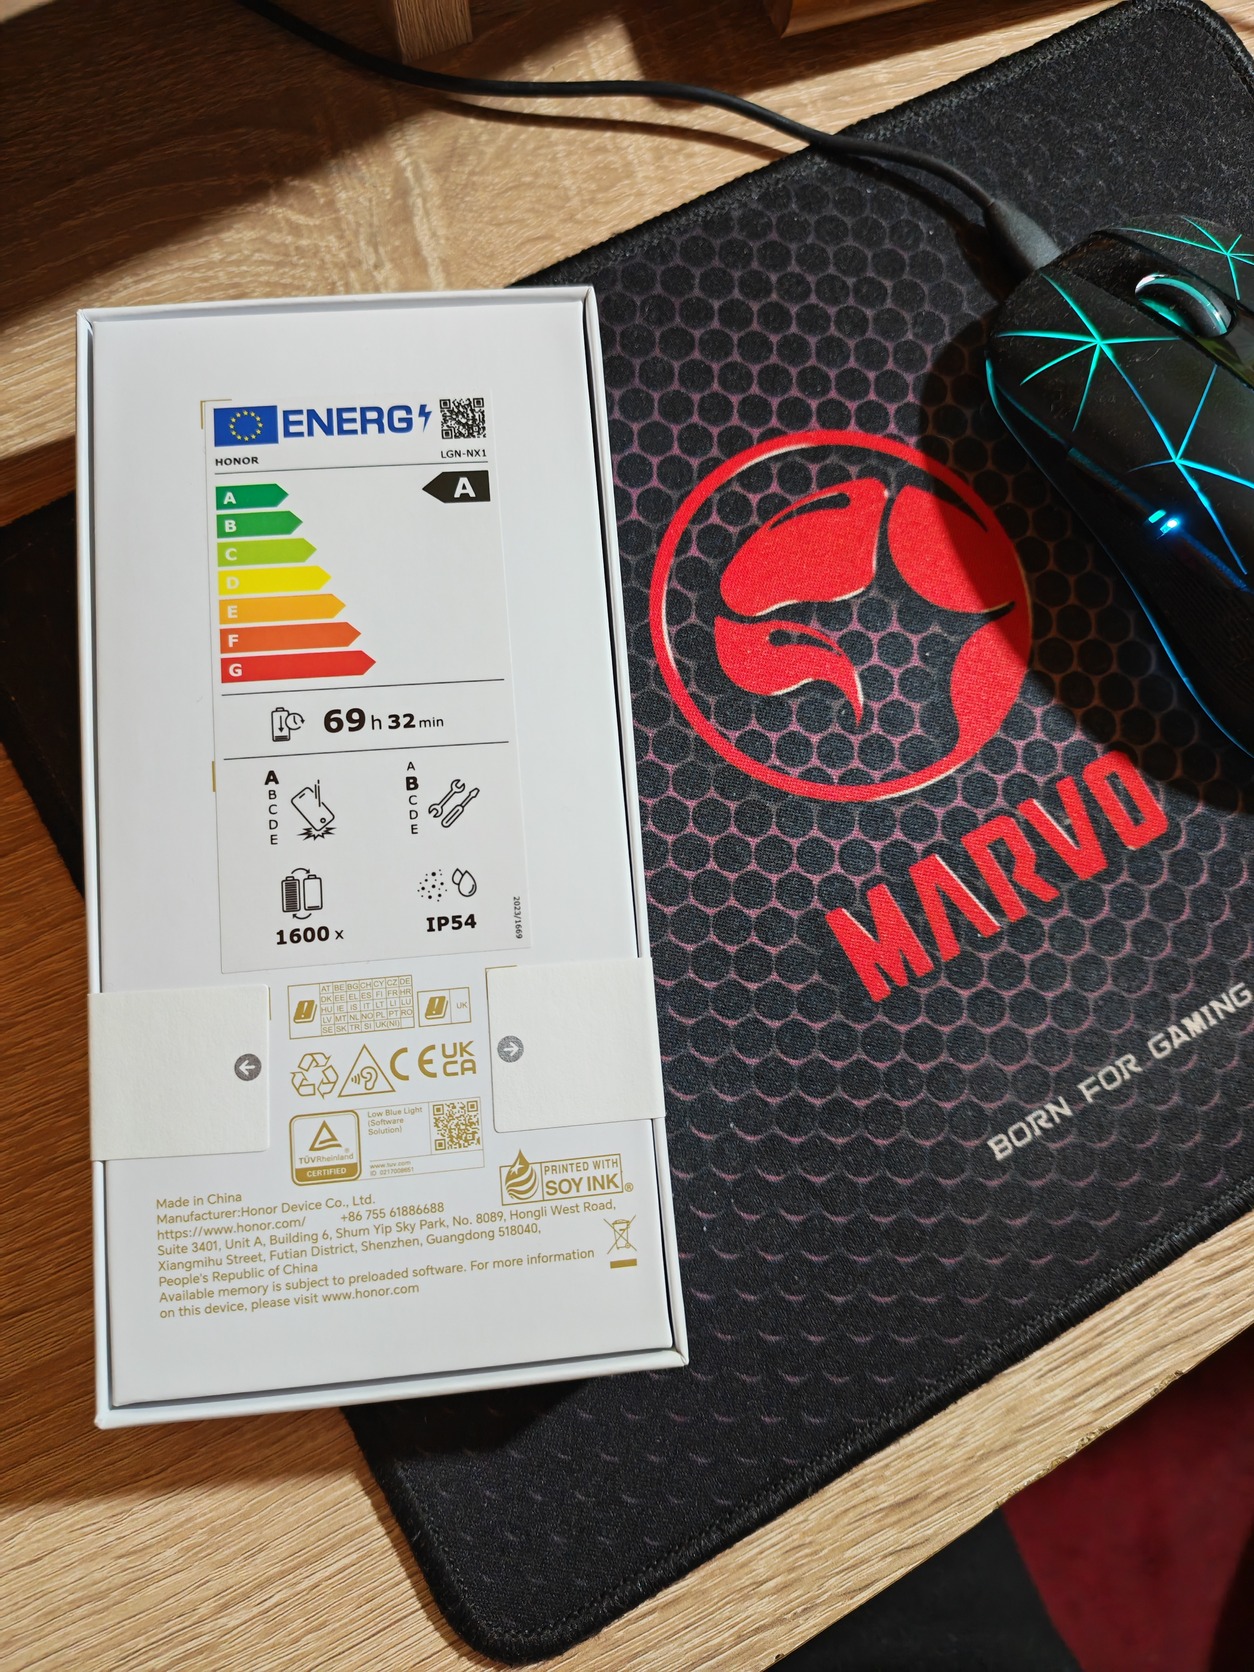 ENERG
HONOR LGN-NX1
A
A
B
C
D
E
F
G
69 h 32 min
A
B
C
D
E
A
B
C
D
E
1600 x
IP54
2023/1669
AT BE BG CH CY CZ DE
DK EE EL ES FI FR HR
HU IE IS IT LT LI LU
LV MT NL NO PL PT RO
SE SK TR SI UK(NI)
UK
CE UK
CA
TÜVRheinland®
CERTIFIED
Low Blue Light
(Software
Solution)
www.tuv.com
PRINTED WITH
SOY INK®
Made in China
Manufacturer:Honor Device Co., Ltd.
https://www.honor.com/ +86 755 61886688
Suite 3401, Unit A, Building 6, Shum Yip Sky Park, No. 8089, Hongli West Road,
Xiangmihu Street, Futian District, Shenzhen, Guangdong 518040,
People's Republic of China
Available memory is subject to preloaded software. For more information
on this device, please visit www.honor.com
MARVO
BORN FOR GAMING